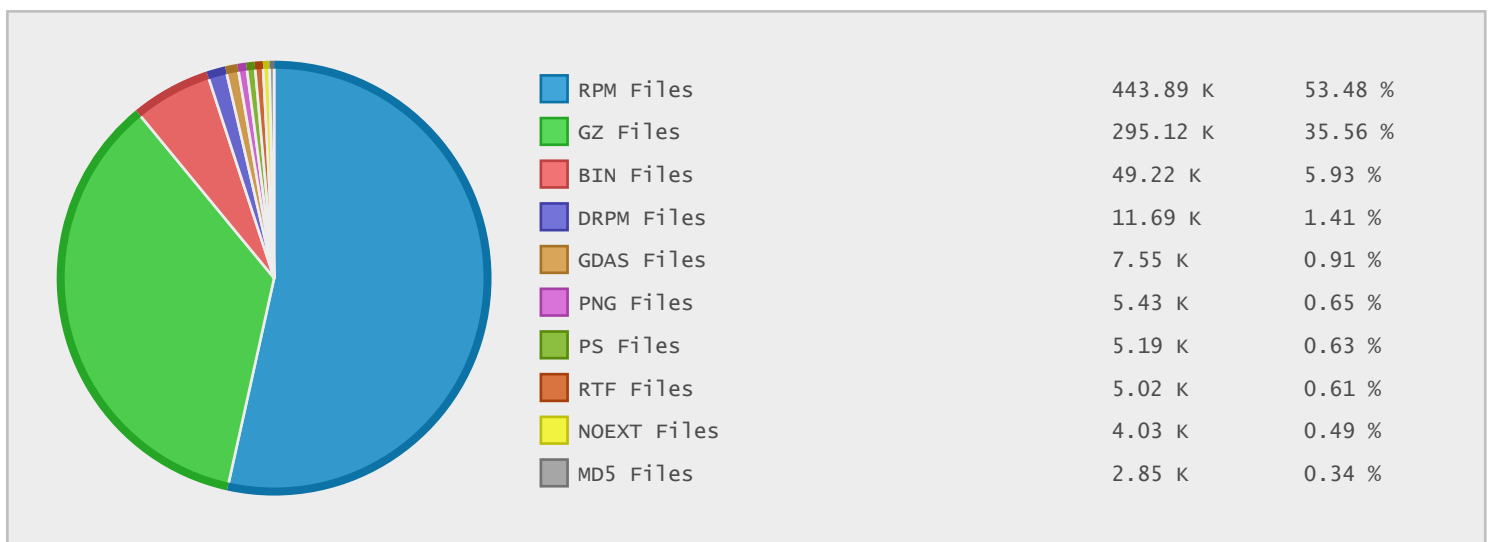 RPM Files 443.89 K 53.48 %
GZ Files 295.12 K 35.56 %
BIN Files 49.22 K 5.93 %
DRPM Files 11.69 K 1.41 %
GDAS Files 7.55 K 0.91 %
PNG Files 5.43 K 0.65 %
PS Files 5.19 K 0.63 %
RTF Files 5.02 K 0.61 %
NOEXT Files 4.03 K 0.49 %
MD5 Files 2.85 K 0.34 %